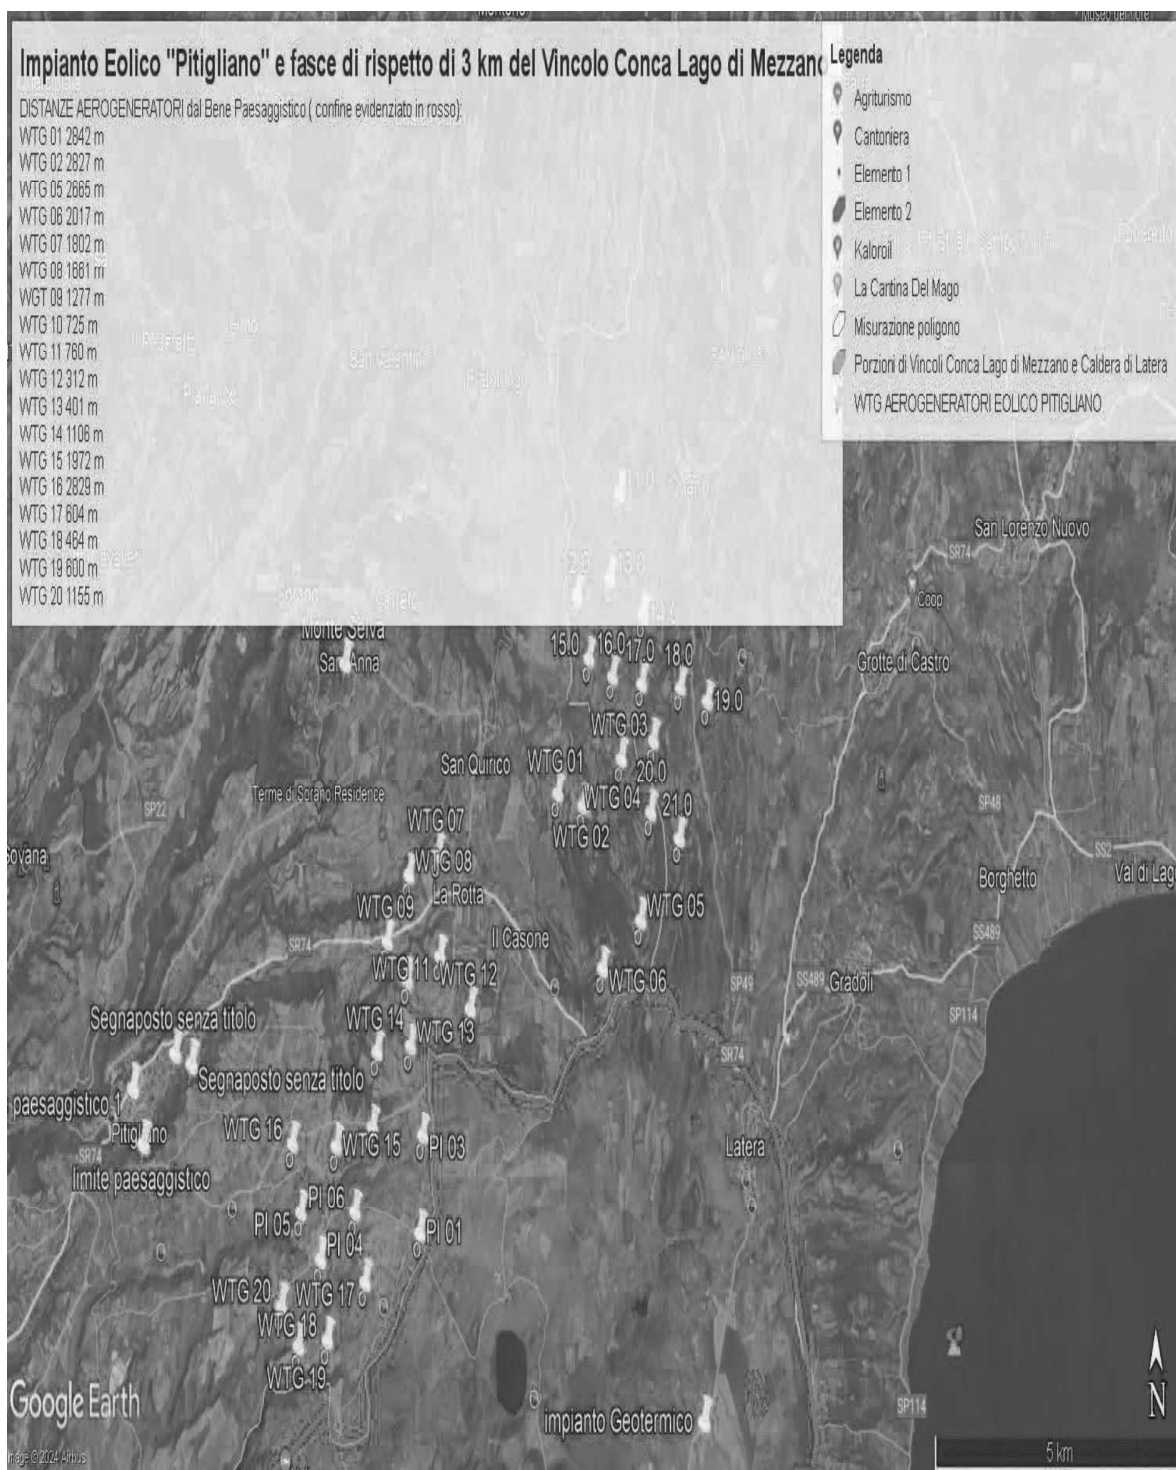 Impianto Eolico "Pitigliano" e fasce di rispetto di 3 km del Vincolo Conca Lago di Mezzano
DISTANZE AEROGENERATORI dal Bene Paesaggistico ( confine evidenziato in rosso):
WTG 01 2842 m
WTG 02 2827 m
WTG 05 2665 m
WTG 06 2017 m
WTG 07 1802 m
WTG 08 1661 m
WGT 09 1277 m
WTG 10 725 m
WTG 11 760 m
WTG 12 312 m
WTG 13 401 m
WTG 14 1106 m
WTG 15 1972 m
WTG 16 2829 m
WTG 17 604 m
WTG 18 464 m
WTG 19 600 m
WTG 20 1155 m
Legenda
Agriturismo
Cantoniera
Elemento 1
Elemento 2
Kaloroil
La Cantina Del Mago
Misurazione poligono
Porzioni di Vincoli Conca Lago di Mezzano e Caldera di Latera
WTG AEROGENERATORI EOLICO PITIGLIANO
San Valentino
San Lorenzo Nuovo
SR74
Coop
Monte Selva
Sant'Anna
15.0
16.0
17.0
18.0
19.0
Grotte di Castro
WTG 03
San Quirico
WTG 01
20.0
Terme di Sorano Residence
WTG 04
21.0
SP22
SP48
WTG 07
WTG 02
Sovana
WTG 08
SS2
Val di Lag
Borghetto
La Rotta
WTG 09
WTG 05
SR74
Il Casone
SS489
WTG 11
WTG 12
WTG 06
SP49
SS489
Gradoli
Segnaposto senza titolo
WTG 14
WTG 13
SP114
SR74
Segnaposto senza titolo
paesaggistico 1
Pitigliano
WTG 16
WTG 15
PI 03
Latera
SR74
limite paesaggistico
PI 06
PI 05
PI 01
PI 04
WTG 20
WTG 17
WTG 18
WTG 19
Google Earth
impianto Geotermico
SP114
N
Image © 2024 Airbus
5 km